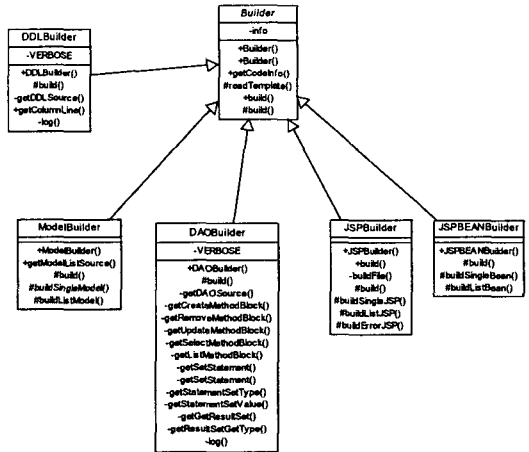 Builder
-info
+Builder()
+Builder()
+getCodeInfo()
#readTemplate()
+build()
#build()
DDLBuilder
-VERBOSE
+DDLBuilder()
#build()
-getDDLSource()
+getColumnLine()
-log()
ModelBuilder
+ModelBuilder()
+getModelListSource()
#build()
#buildSingleModel()
#buildListModel()
DAOBuilder
-VERBOSE
+DAOBuilder()
#build()
-getDAOSource()
-getCreateMethodBlock()
-getRemoveMethodBlock()
-getUpdateMethodBlock()
-getSelectMethodBlock()
-getListMethodBlock()
-getSetStatement()
-getSetStatement()
-getStatementSetType()
-getStatementSetValue()
-getGetResultSet()
-getResultSetGetType()
-log()
JSPBuilder
+JSPBuilder()
+build()
-buildFile()
#build()
#buildSingleJSP()
#buildListJSP()
#buildErrorJSP()
JSPBEANBuilder
+JSPBEANBuilder()
#build()
#buildSingleBean()
#buildListBean()